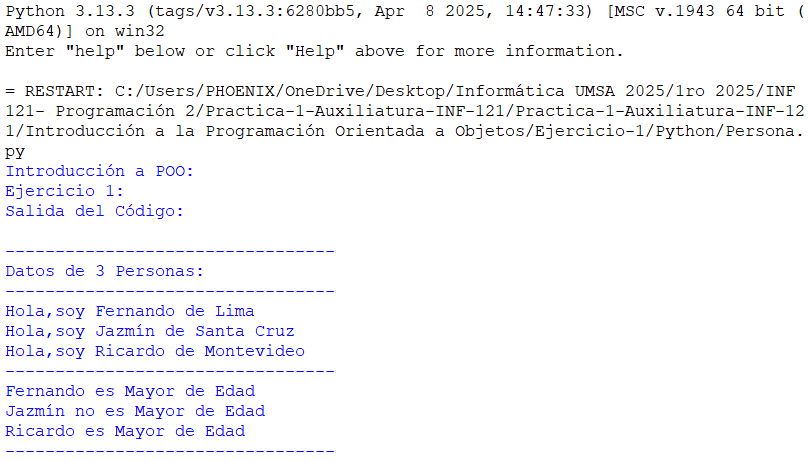 Python 3.13.3 (tags/v3.13.3:6280bb5, Apr  8 2025, 14:47:33) [MSC v.1943 64 bit (
AMD64)] on win32
Enter "help" below or click "Help" above for more information.

= RESTART: C:/Users/PHOENIX/OneDrive/Desktop/Informática UMSA 2025/1ro 2025/INF
121- Programación 2/Practica-1-Auxiliatura-INF-121/Practica-1-Auxiliatura-INF-12
1/Introducción a la Programación Orientada a Objetos/Ejercicio-1/Python/Persona.
py
Introducción a POO:
Ejercicio 1:
Salida del Código:

---------------------------------
Datos de 3 Personas:
---------------------------------
Hola,soy Fernando de Lima
Hola,soy Jazmín de Santa Cruz
Hola,soy Ricardo de Montevideo
---------------------------------
Fernando es Mayor de Edad
Jazmín no es Mayor de Edad
Ricardo es Mayor de Edad
---------------------------------